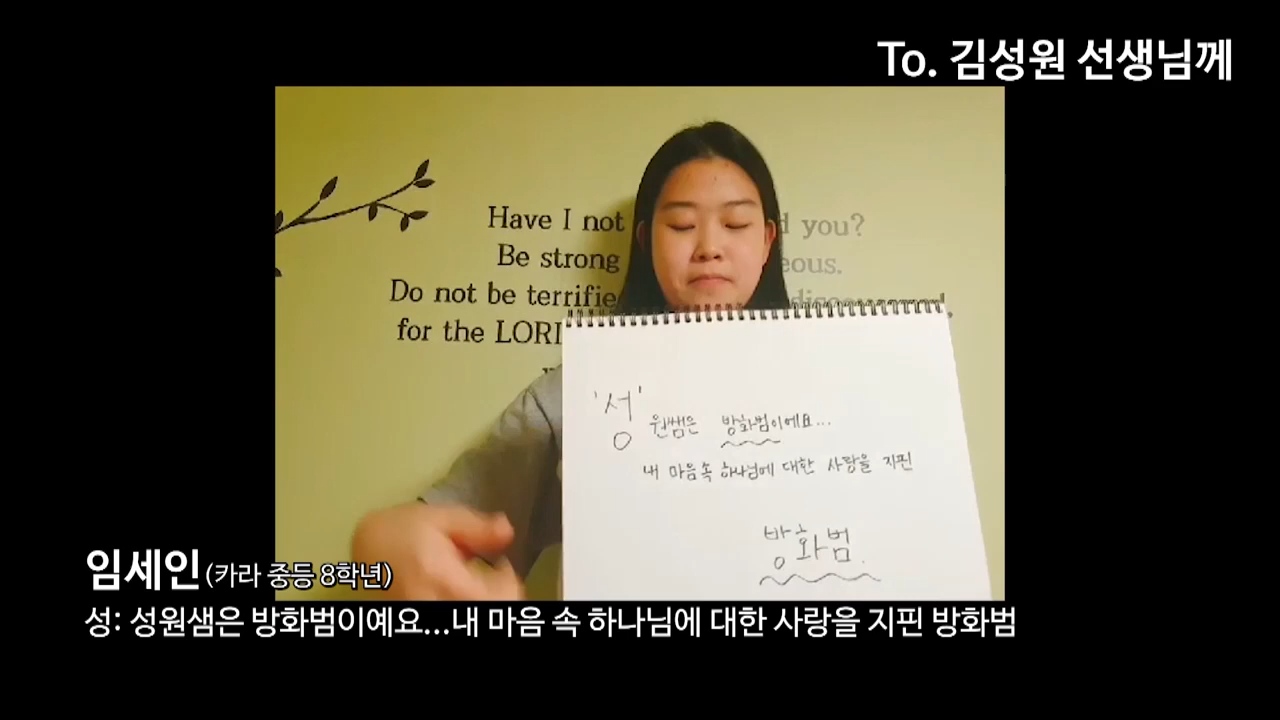 To. 김성원 선생님께
Have I not d you?
Be strong eous.
Do not be terrifie
for the LORD
'성'
원쌤은 방화범이에요...
내 마음속 하나님에 대한 사랑을 지핀
방화범.
임세인(카라 중등 8학년)
성: 성원샘은 방화범이예요...내 마음 속 하나님에 대한 사랑을 지핀 방화범